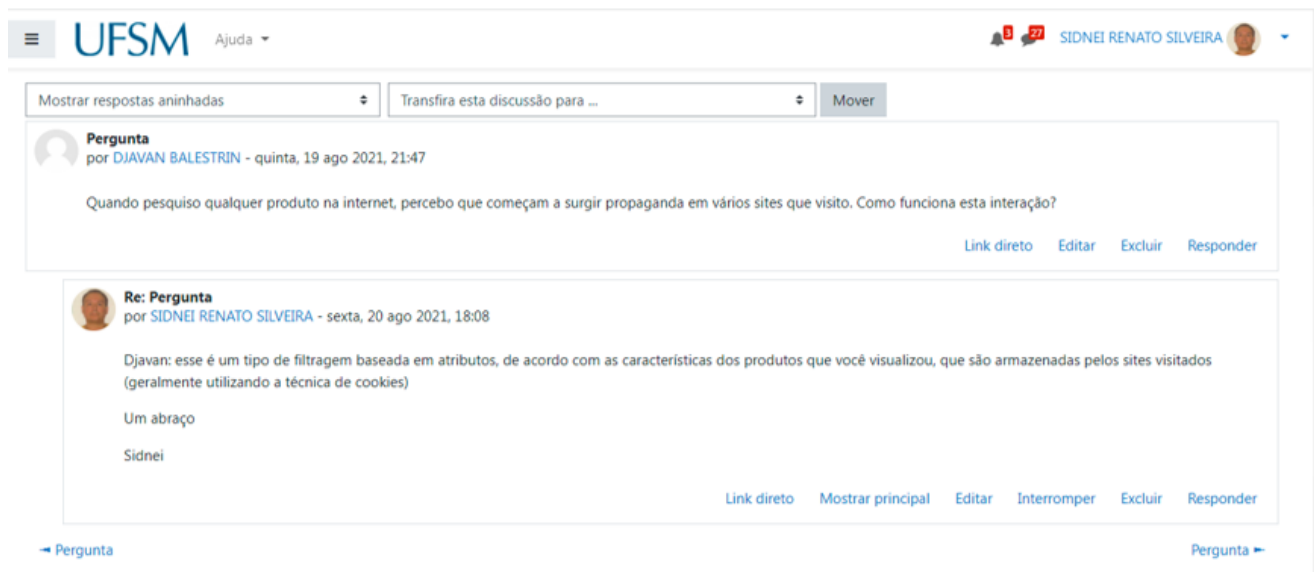 UFSM Ajuda 3 27 SIDNEI RENATO SILVEIRA
Mostrar respostas aninhadas Transfira esta discussão para ... Mover
Pergunta
por DJAVAN BALESTRIN - quinta, 19 ago 2021, 21:47
Quando pesquiso qualquer produto na internet, percebo que começam a surgir propaganda em vários sites que visito. Como funciona esta interação?
Link direto Editar Excluir Responder
Re: Pergunta
por SIDNEI RENATO SILVEIRA - sexta, 20 ago 2021, 18:08
Djavan: esse é um tipo de filtragem baseada em atributos, de acordo com as características dos produtos que você visualizou, que são armazenadas pelos sites visitados
(geralmente utilizando a técnica de cookies)
Um abraço
Sidnei
Link direto Mostrar principal Editar Interromper Excluir Responder
◄ Pergunta Pergunta ►